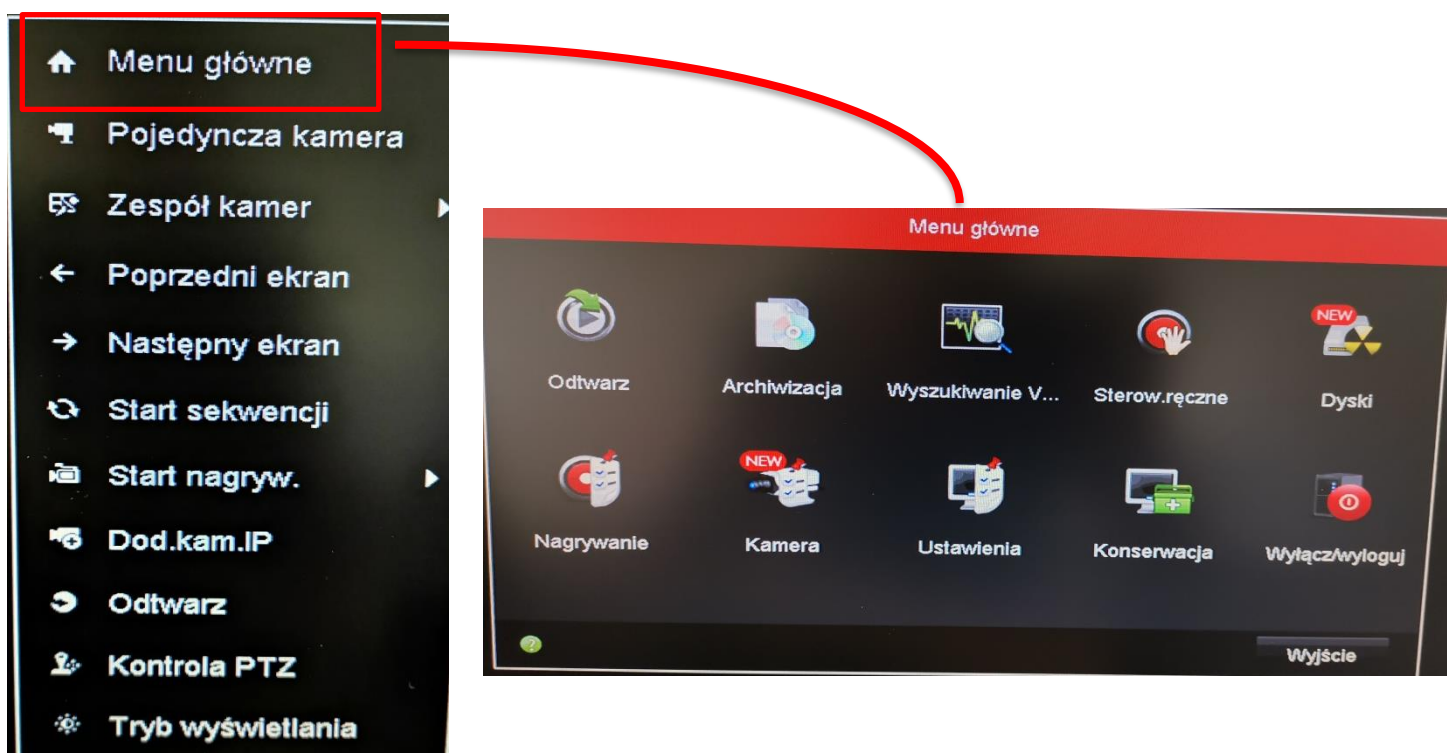 Menu główne
Pojedyncza kamera
Zespół kamer
Poprzedni ekran
Następny ekran
Start sekwencji
Start nagryw.
Dod.kam.IP
Odtwarz
Kontrola PTZ
Tryb wyświetlania
Menu główne
NEW
Odtwarz Archiwizacja Wyszukiwanie V... Sterow.ręczne Dyski
NEW
Nagrywanie Kamera Ustawienia Konserwacja Wyłącz/wyloguj
?
Wyjście